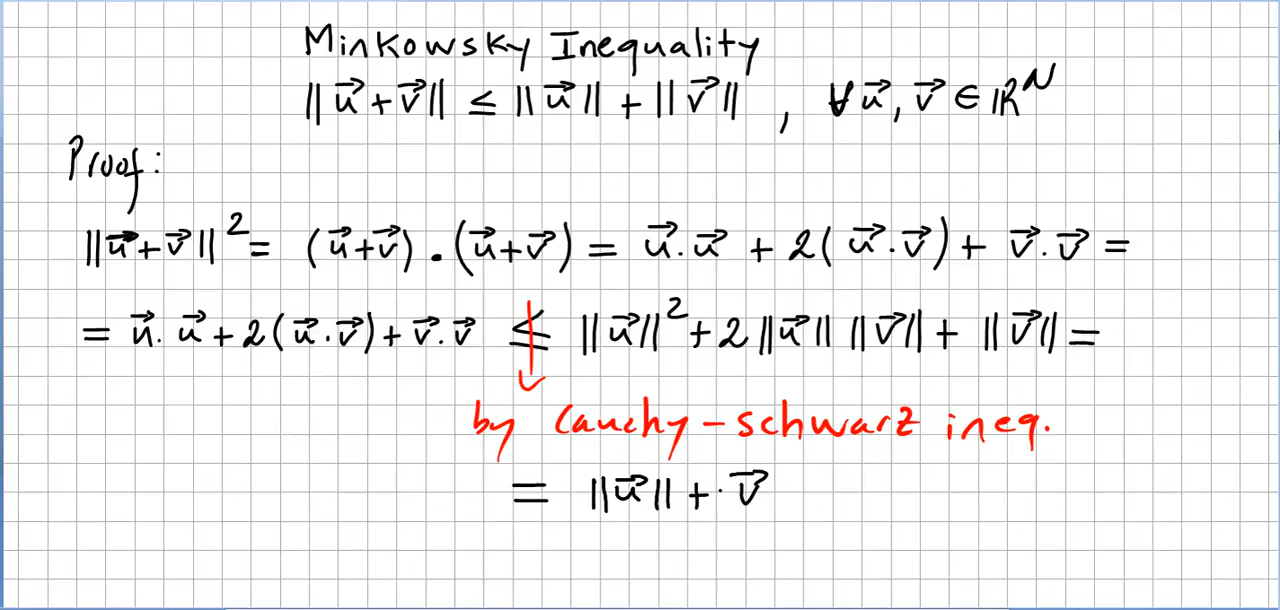 Minkowsky Inequality
||u⃗ + v⃗|| ≤ ||u⃗|| + ||v⃗|| , ∀ u⃗, v⃗ ∈ ℝᴺ
Proof:
||u⃗ + v⃗||² = (u⃗ + v⃗) · (u⃗ + v⃗) = u⃗ · u⃗ + 2(u⃗ · v⃗) + v⃗ · v⃗ =
= u⃗ · u⃗ + 2(u⃗ · v⃗) + v⃗ · v⃗ ≤ ||u⃗||² + 2||u⃗|| ||v⃗|| + ||v⃗|| =
by Cauchy-schwarz ineq.
= ||u⃗|| + · v⃗